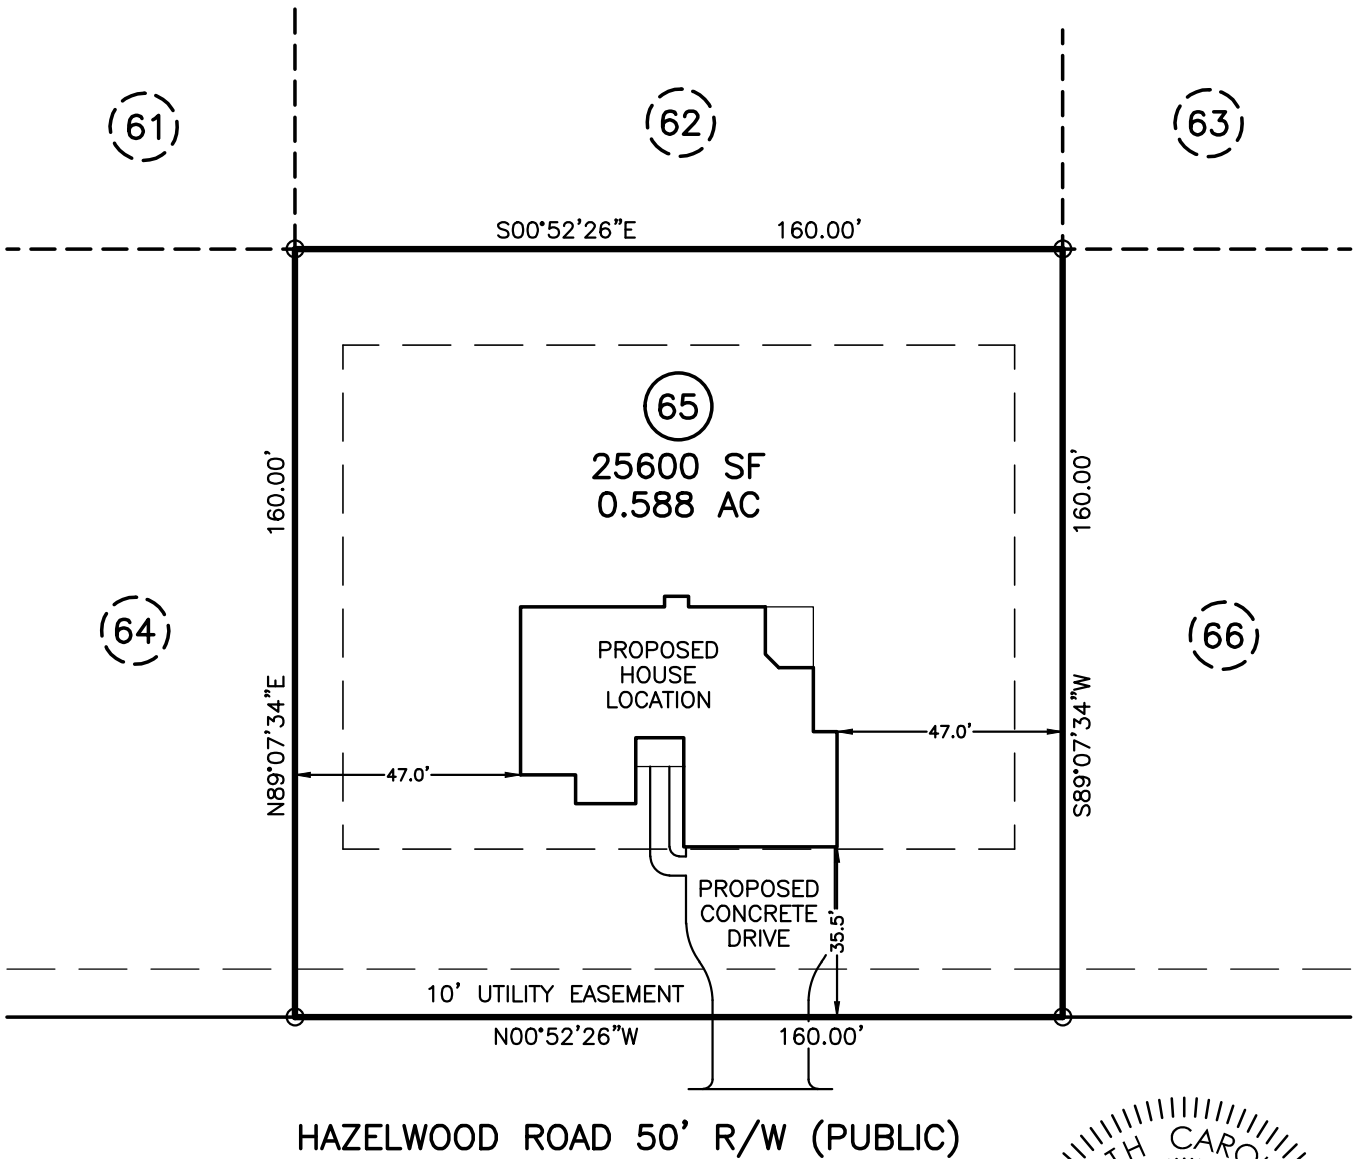 61
62
63
S00°52'26"E 160.00'
65
25600 SF
0.588 AC
160.00'
160.00'
64
66
PROPOSED
HOUSE
LOCATION
N89°07'34"E
S89°07'34"W
47.0'
47.0'
PROPOSED
CONCRETE
DRIVE
35.5'
10' UTILITY EASEMENT
N00°52'26"W 160.00'
HAZELWOOD ROAD 50' R/W (PUBLIC)
TH CARO